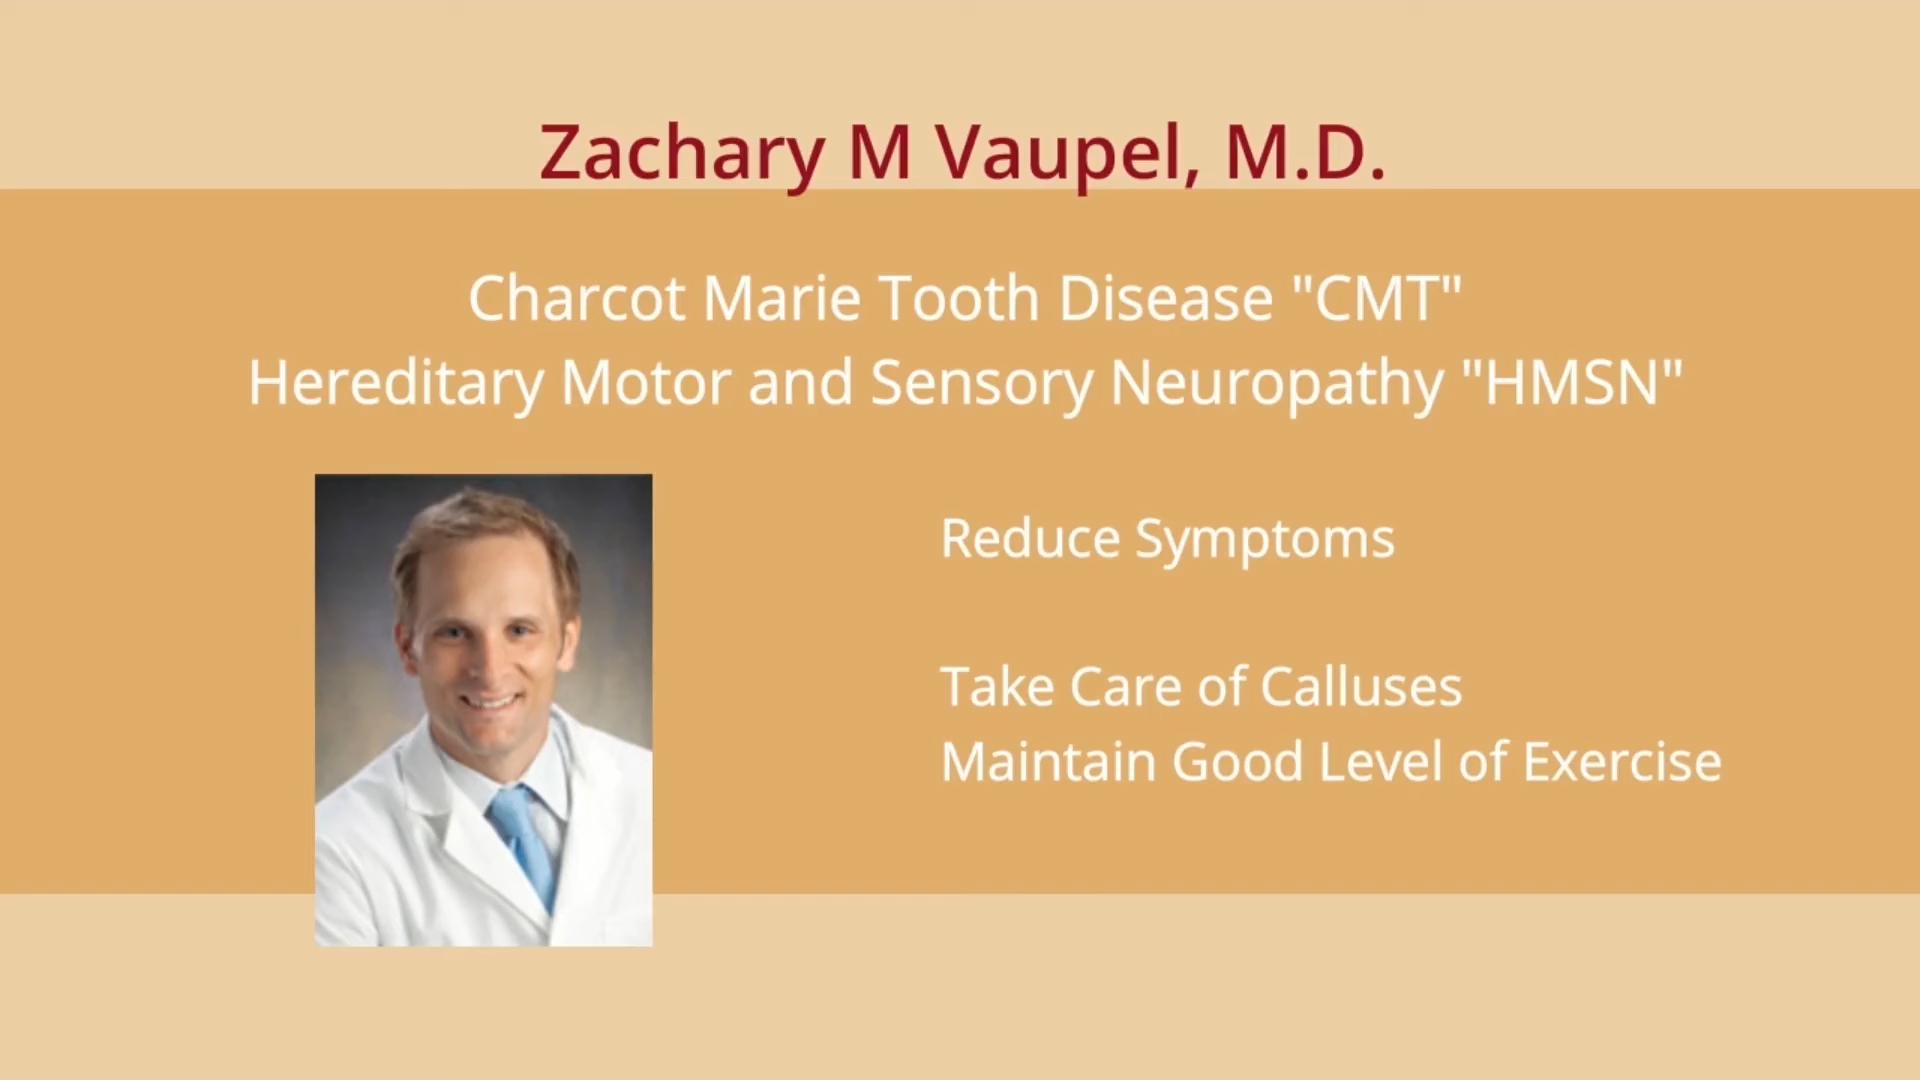 Zachary M Vaupel, M.D.
Charcot Marie Tooth Disease "CMT"
Hereditary Motor and Sensory Neuropathy "HMSN"
Reduce Symptoms
Take Care of Calluses
Maintain Good Level of Exercise